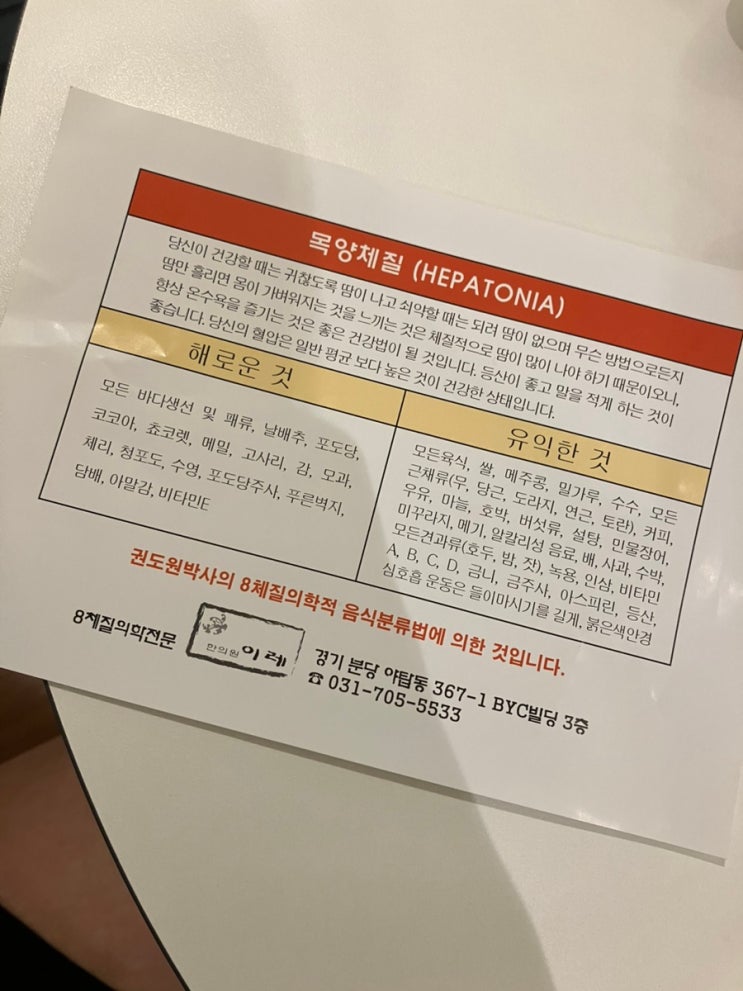 목양체질 (HEPATONIA)
당신이 건강할 때는 귀찮도록 땀이 나고 쇠약할 때는 되려 땀이 없으며 무슨 방법으로든지
땀만 흘리면 몸이 가벼워지는 것을 느끼는 것은 체질적으로 땀이 많이 나야 하기 때문이오니,
항상 온수욕을 즐기는 것은 좋은 건강법이 될 것입니다. 등산이 좋고 말을 적게 하는 것이
좋습니다. 당신의 혈압은 일반 평균 보다 높은 것이 건강한 상태입니다.
해로운 것
모든 바다생선 및 패류, 날배추, 포도당,
코코아, 쵸코렛, 메밀, 고사리, 감, 모과,
체리, 청포도, 수영, 포도당주사, 푸른벽지,
담배, 아말감, 비타민E
유익한 것
모든육식, 쌀, 메주콩, 밀가루, 수수, 모든
근채류(무, 당근, 도라지, 연근, 토란), 커피,
우유, 마늘, 호박, 버섯류, 설탕, 민물장어,
미꾸라지, 메기, 알칼리성 음료, 배, 사과, 수박,
모든견과류(호두, 밤, 잣), 녹용, 인삼, 비타민
A, B, C, D, 금니, 금주사, 아스피린, 등산,
심호흡 운동은 들이마시기를 길게, 붉은색안경
권도원박사의 8체질의학적 음식분류법에 의한 것입니다.
8체질의학전문
한의원 이레
경기 분당 야탑동 367-1 BYC빌딩 3층
☎ 031-705-5533